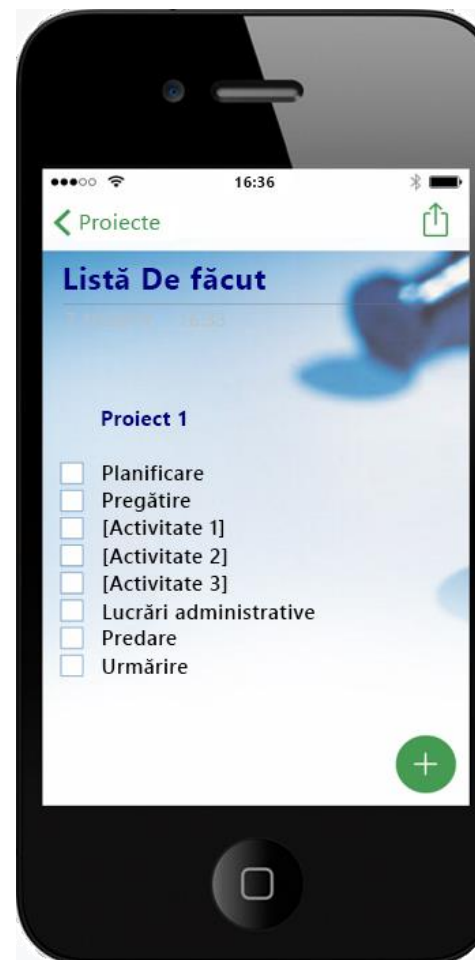 16:36
Proiecte
Listă De făcut
Proiect 1
Planificare
Pregătire
[Activitate 1]
[Activitate 2]
[Activitate 3]
Lucrări administrative
Predare
Urmărire